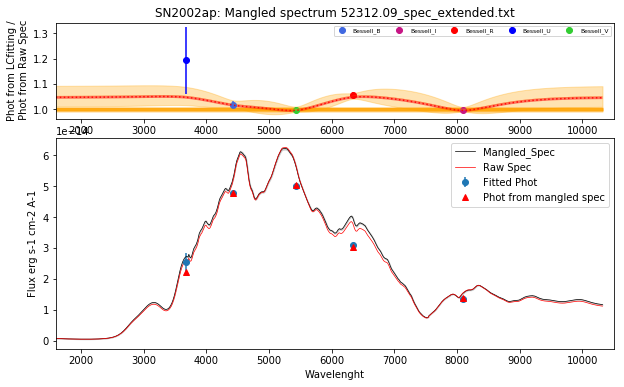 SN2002ap: Mangled spectrum 52312.09_spec_extended.txt
Phot from LCfitting /
Phot from Raw Spec
1.3
1.2
1.1
1.0
Bessell_B
Bessell_I
Bessell_R
Bessell_U
Bessell_V
2000 3000 4000 5000 6000 7000 8000 9000 10000
1e−14
Flux erg s-1 cm-2 A-1
6
5
4
3
2
1
0
Mangled_Spec
Raw Spec
Fitted Phot
Phot from mangled spec
2000 3000 4000 5000 6000 7000 8000 9000 10000
Wavelenght